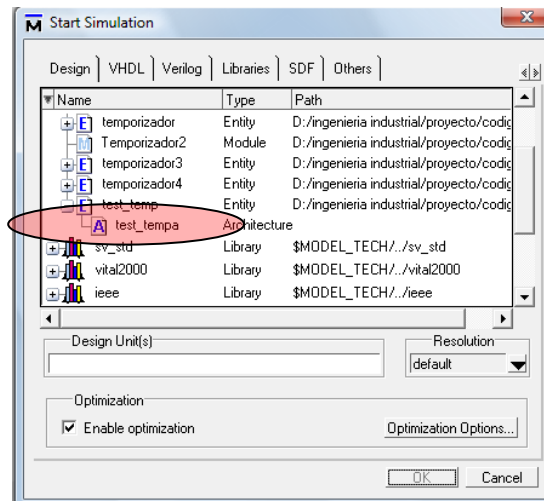 M Start Simulation x
Design VHDL Verilog Libraries SDF Others
Name Type Path
E temporizador Entity D:/ingenieria industrial/proyecto/codig
M Temporizador2 Module D:/ingenieria industrial/proyecto/codig
E temporizador3 Entity D:/ingenieria industrial/proyecto/codig
E temporizador4 Entity D:/ingenieria industrial/proyecto/codig
E test_temp Entity D:/ingenieria industrial/proyecto/codig
A test_tempa Architecture
sv_std Library $MODEL_TECH/../sv_std
vital2000 Library $MODEL_TECH/../vital2000
ieee Library $MODEL_TECH/../ieee
Design Unit(s) Resolution
default
Optimization
Enable optimization Optimization Options...
OK Cancel